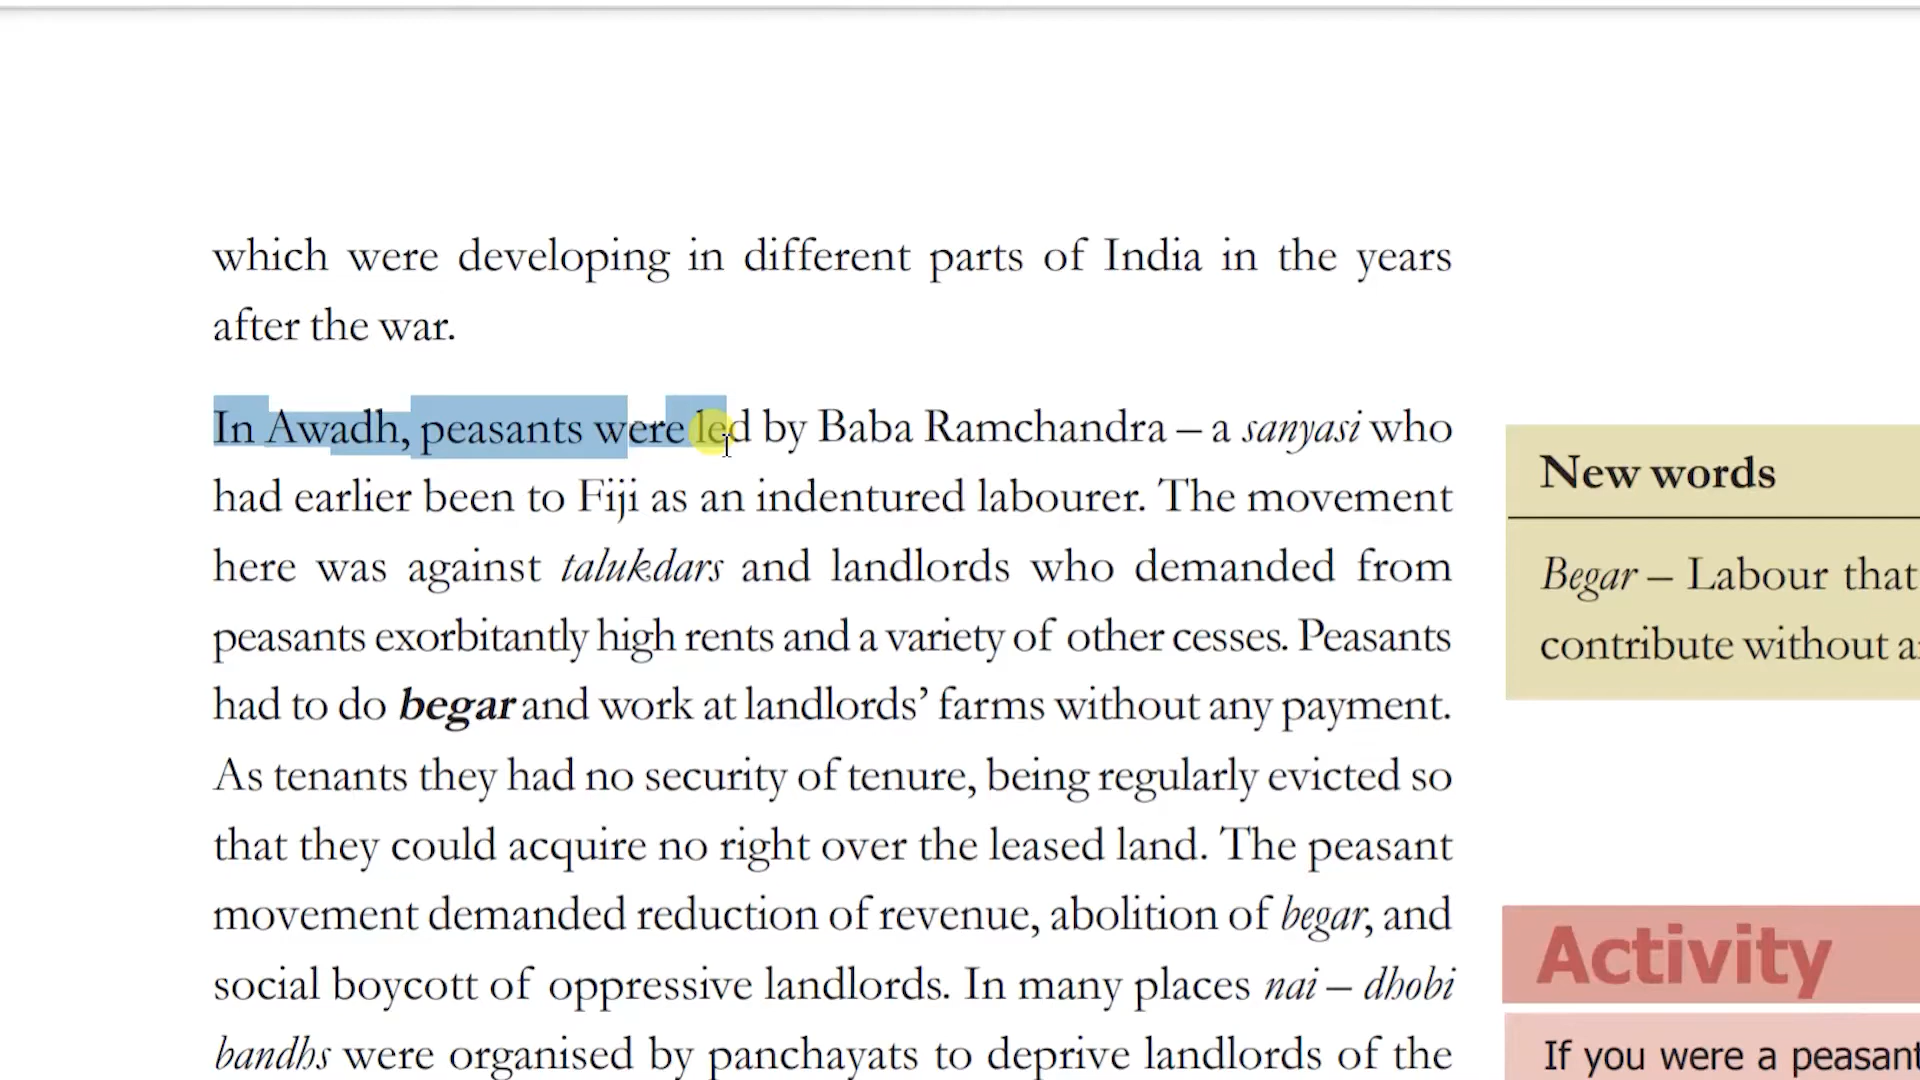 which were developing in different parts of India in the years
after the war.
In Awadh, peasants were led by Baba Ramchandra – a sanyasi who
had earlier been to Fiji as an indentured labourer. The movement
here was against talukdars and landlords who demanded from
peasants exorbitantly high rents and a variety of other cesses. Peasants
had to do begar and work at landlords’ farms without any payment.
As tenants they had no security of tenure, being regularly evicted so
that they could acquire no right over the leased land. The peasant
movement demanded reduction of revenue, abolition of begar, and
social boycott of oppressive landlords. In many places nai – dhobi
bandhs were organised by panchayats to deprive landlords of the
New words
Begar – Labour that
contribute without
Activity
If you were a peasant